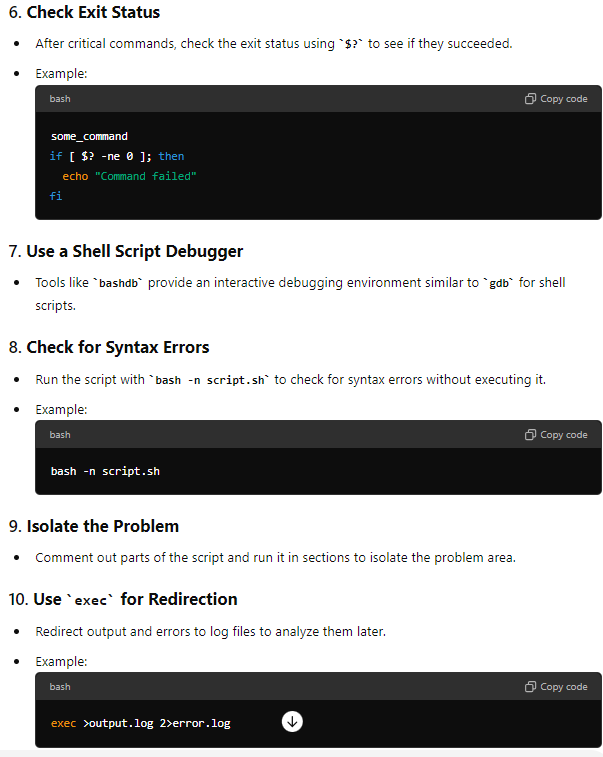 6. Check Exit Status
• After critical commands, check the exit status using `$?` to see if they succeeded.
• Example:
bash
Copy code
some_command
if [ $? -ne 0 ]; then
  echo "Command failed"
fi
7. Use a Shell Script Debugger
• Tools like `bashdb` provide an interactive debugging environment similar to `gdb` for shell
scripts.
8. Check for Syntax Errors
• Run the script with `bash -n script.sh` to check for syntax errors without executing it.
• Example:
bash
Copy code
bash -n script.sh
9. Isolate the Problem
• Comment out parts of the script and run it in sections to isolate the problem area.
10. Use `exec` for Redirection
• Redirect output and errors to log files to analyze them later.
• Example:
bash
Copy code
exec >output.log 2>error.log